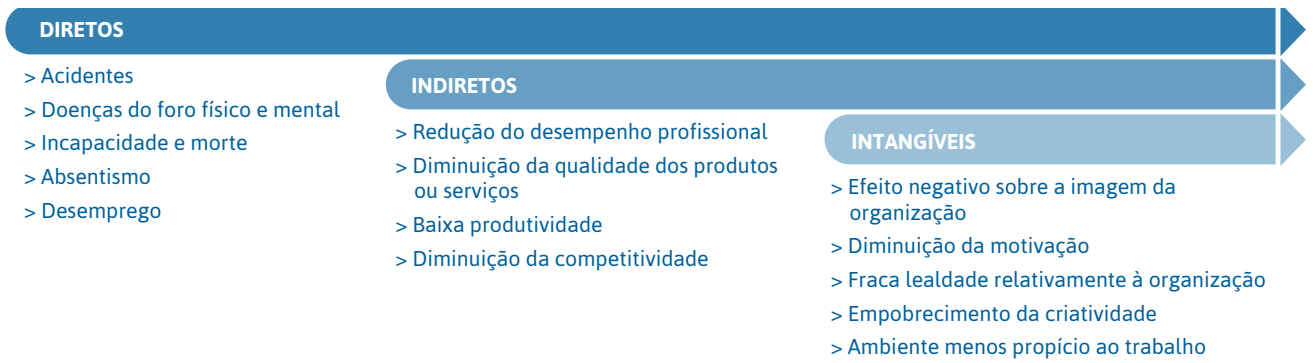 DIRETOS
> Acidentes
> Doenças do foro físico e mental
> Incapacidade e morte
> Absentismo
> Desemprego
INDIRETOS
> Redução do desempenho profissional
> Diminuição da qualidade dos produtos
ou serviços
> Baixa produtividade
> Diminuição da competitividade
INTANGÍVEIS
> Efeito negativo sobre a imagem da
organização
> Diminuição da motivação
> Fraca lealdade relativamente à organização
> Empobrecimento da criatividade
> Ambiente menos propício ao trabalho